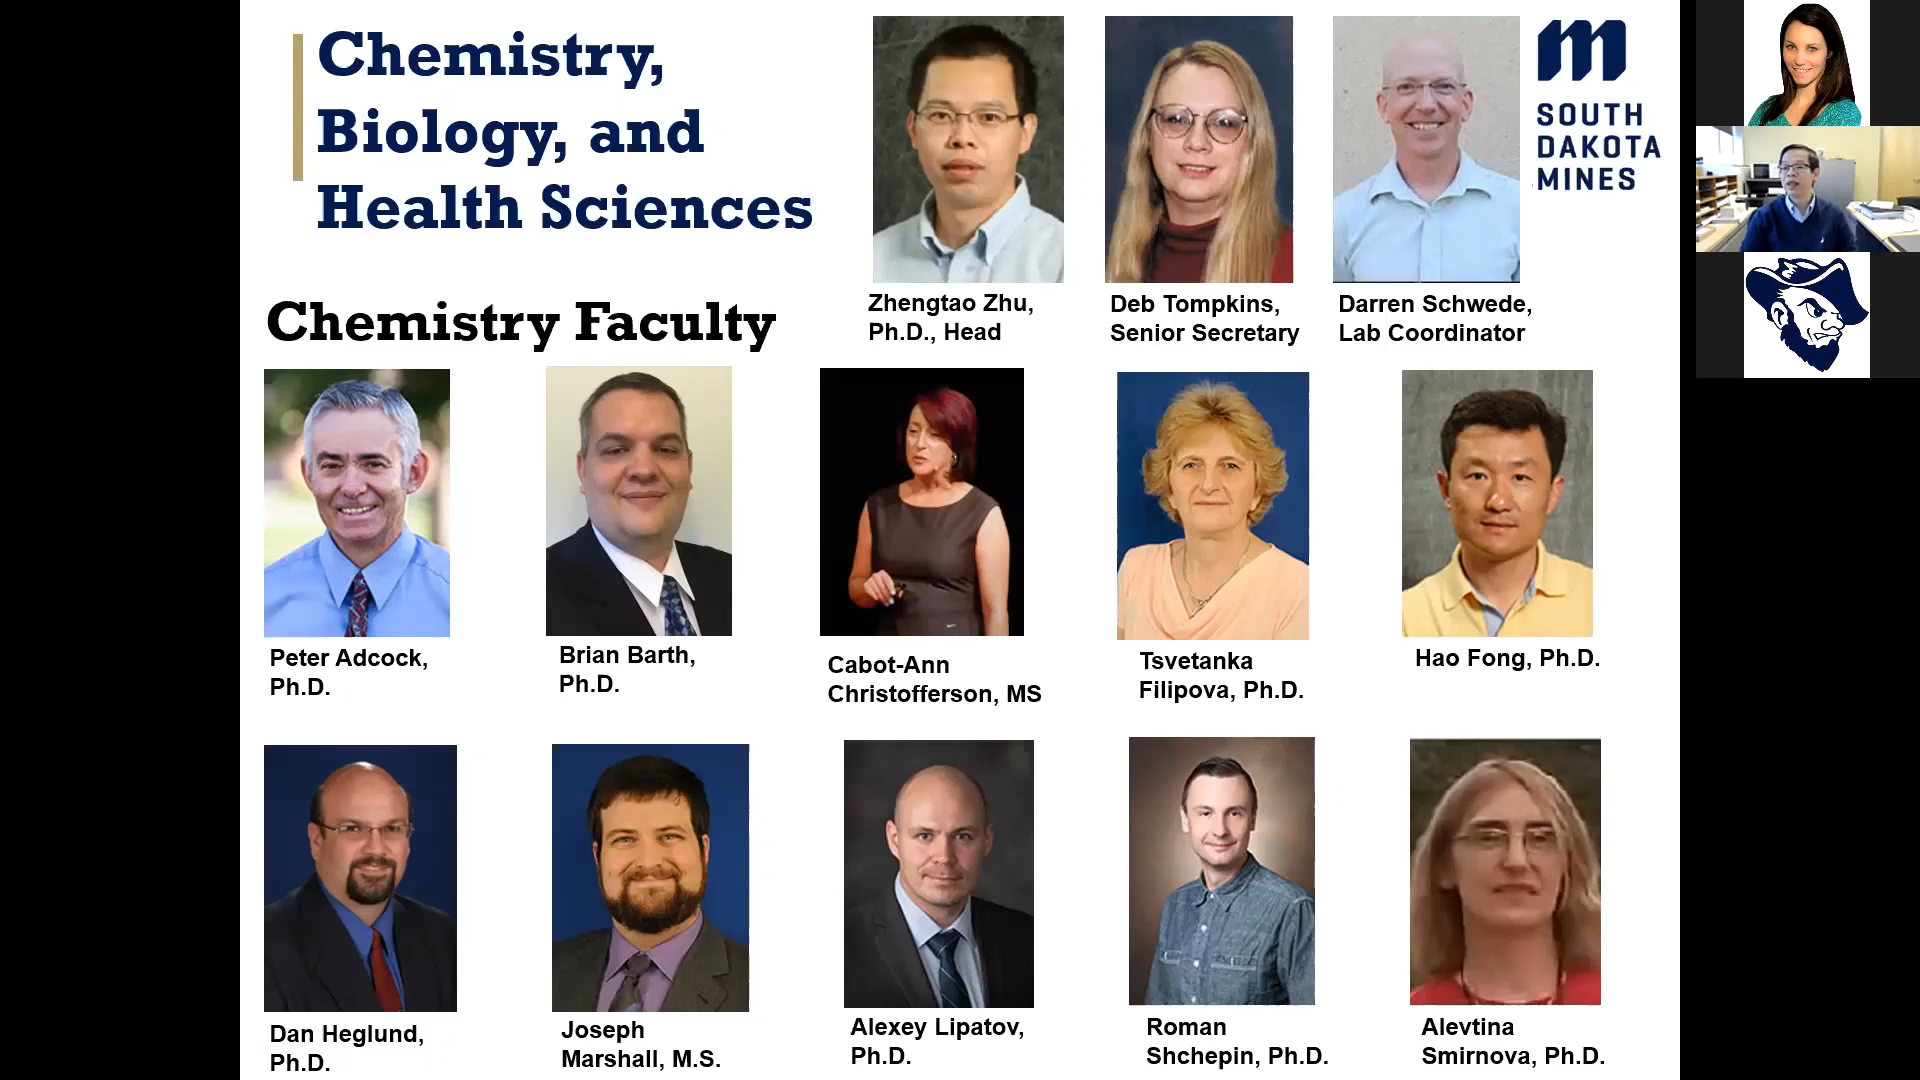 Chemistry,
Biology, and
Health Sciences
SOUTH
DAKOTA
MINES
Zhengtao Zhu,
Ph.D., Head
Deb Tompkins,
Senior Secretary
Darren Schwede,
Lab Coordinator
Chemistry Faculty
Peter Adcock,
Ph.D.
Brian Barth,
Ph.D.
Cabot-Ann
Christofferson, MS
Tsvetanka
Filipova, Ph.D.
Hao Fong, Ph.D.
Dan Heglund,
Ph.D.
Joseph
Marshall, M.S.
Alexey Lipatov,
Ph.D.
Roman
Shchepin, Ph.D.
Alevtina
Smirnova, Ph.D.